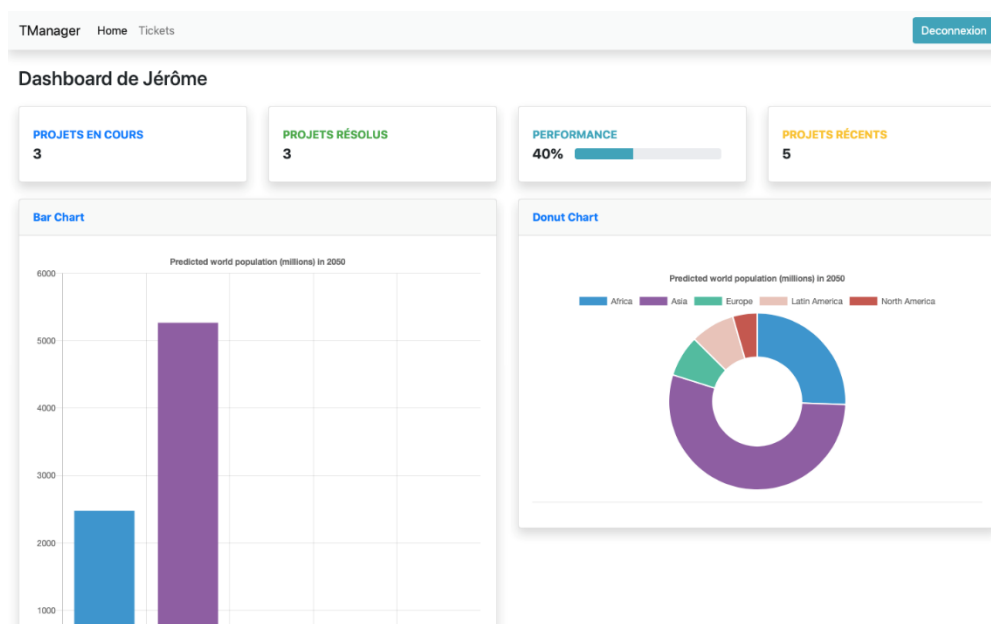 TManager Home Tickets Deconnexion
Dashboard de Jérôme
PROJETS EN COURS
3
PROJETS RÉSOLUS
3
PERFORMANCE
40%
PROJETS RÉCENTS
5
Bar Chart
Predicted world population (millions) in 2050
6000
5000
4000
3000
2000
1000
Donut Chart
Predicted world population (millions) in 2050
Africa Asia Europe Latin America North America